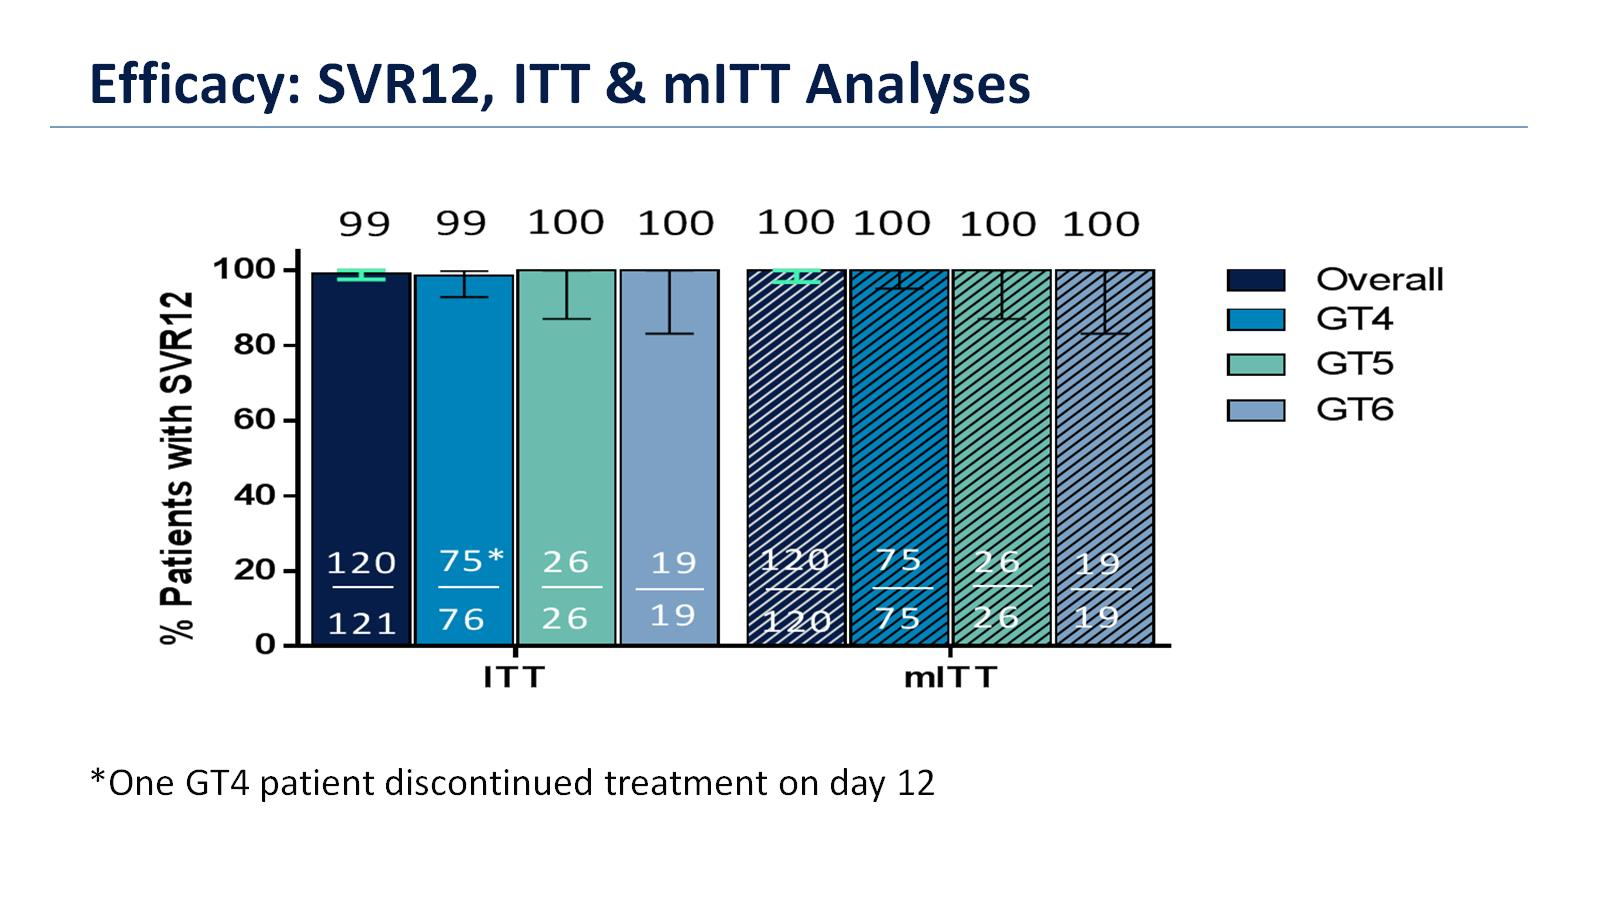 Efficacy: SVR12, ITT & mITT Analyses
99 99 100 100 100 100 100 100
% Patients with SVR12
100
80
60
40
20
0
120 75* 26 19 120 75 26 19
121 76 26 19 120 75 26 19
ITT mITT
Overall
GT4
GT5
GT6
*One GT4 patient discontinued treatment on day 12